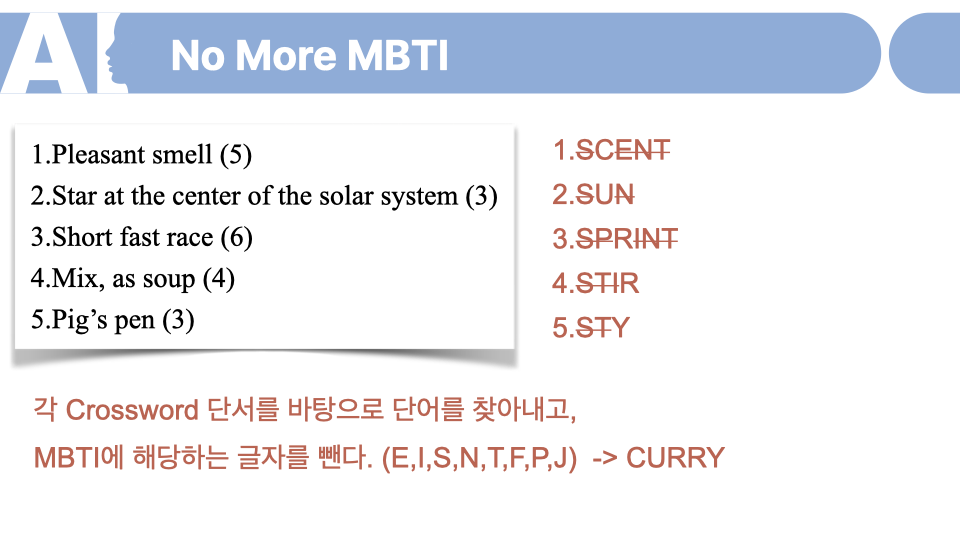 AI
No More MBTI
1.Pleasant smell (5)
2.Star at the center of the solar system (3)
3.Short fast race (6)
4.Mix, as soup (4)
5.Pig’s pen (3)
1.SCENT
2.SUN
3.SPRINT
4.STIR
5.STY
각 Crossword 단서를 바탕으로 단어를 찾아내고,
MBTI에 해당하는 글자를 뺀다. (E,I,S,N,T,F,P,J) -> CURRY